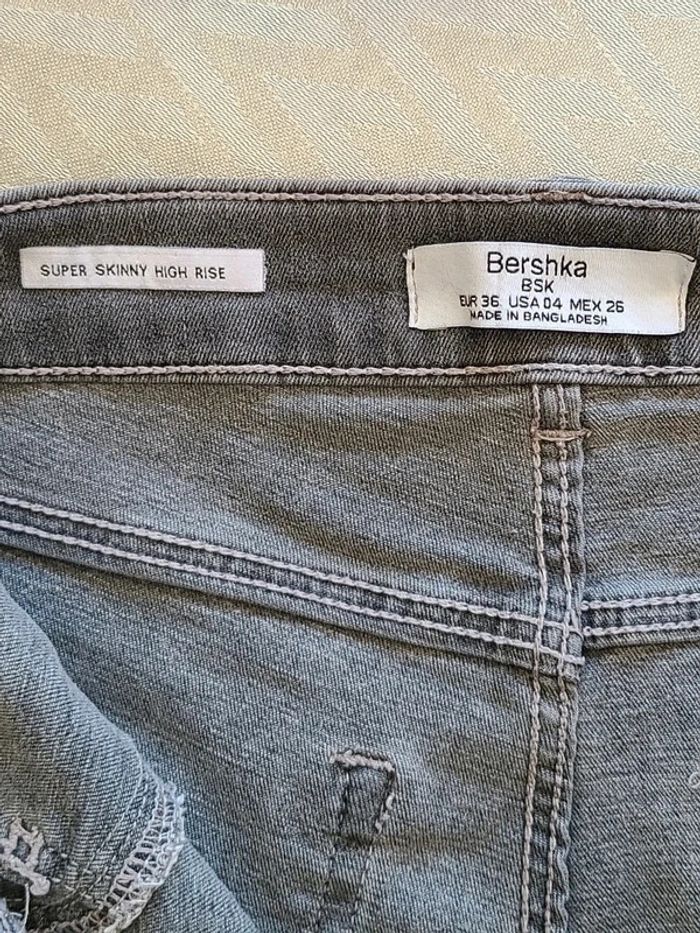 SUPER SKINNY HIGH RISE
Bershka
BSK
EUR 36 USA 04 MEX 26
MADE IN BANGLADESH